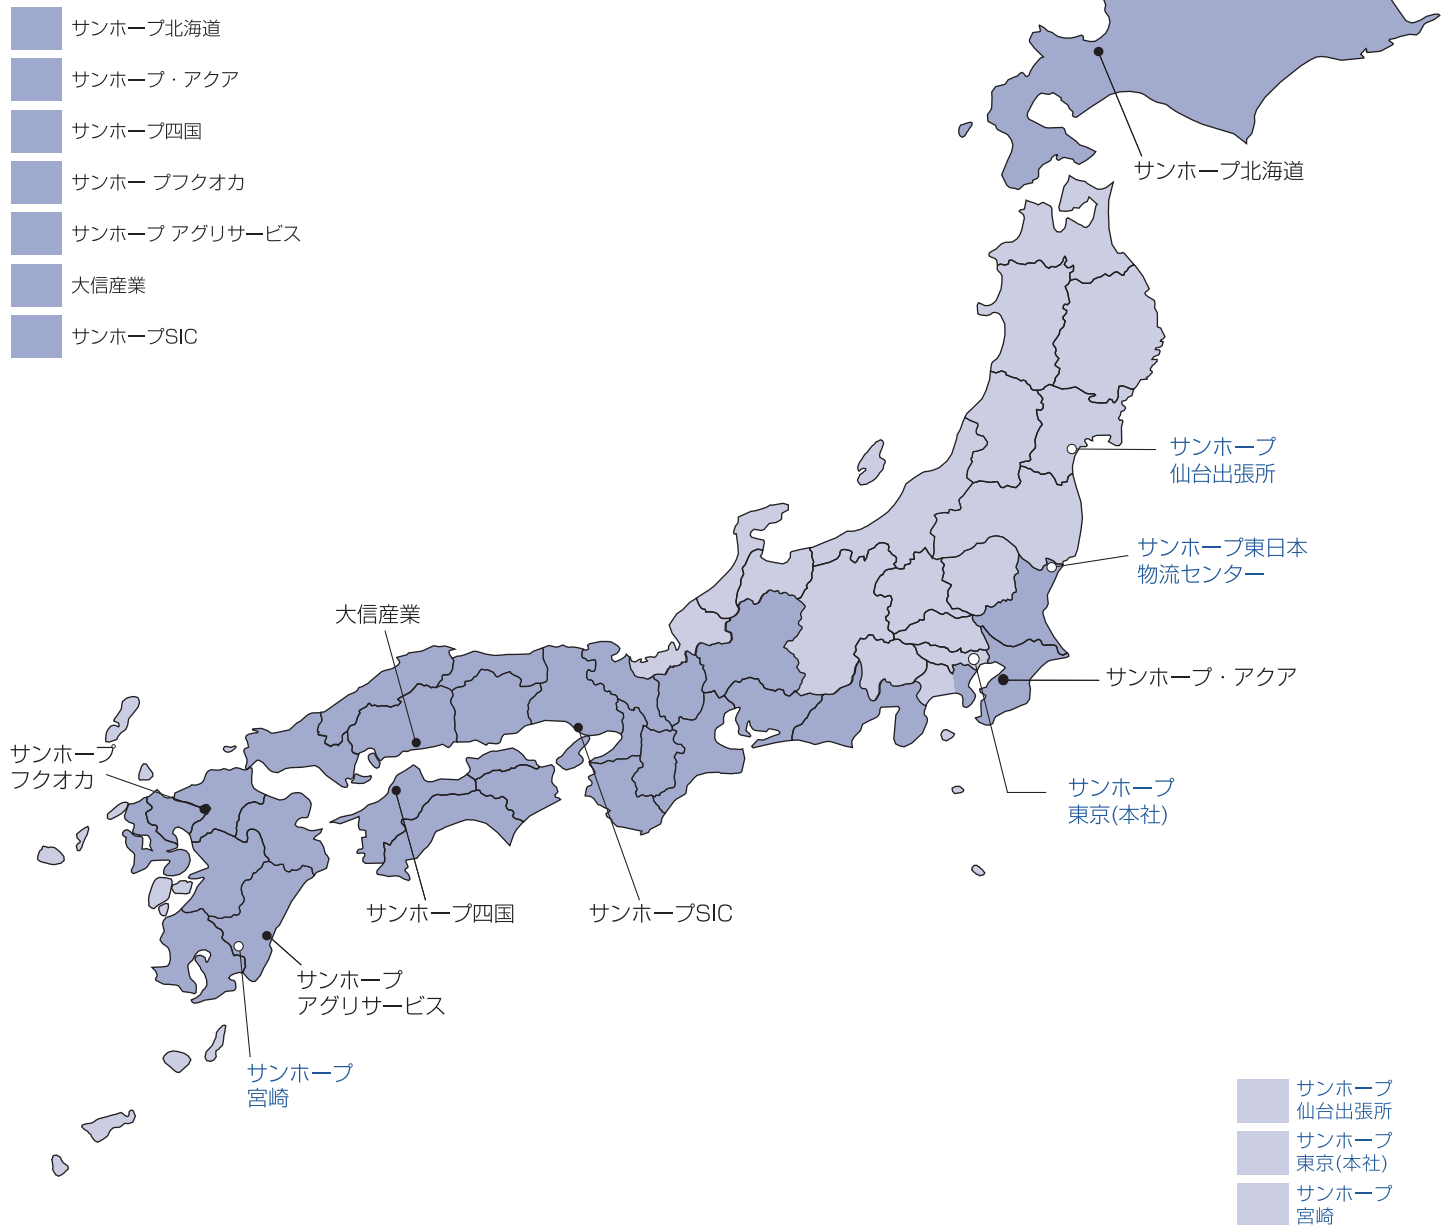 サンホープ北海道
サンホープ・アクア
サンホープ四国
サンホー プフクオカ
サンホープ アグリサービス
大信産業
サンホープSIC
サンホープ北海道
サンホープ
仙台出張所
サンホープ東日本
物流センター
大信産業
サンホープ・アクア
サンホープ
フクオカ
サンホープ
東京(本社)
サンホープ四国
サンホープSIC
サンホープ
アグリサービス
サンホープ
宮崎
サンホープ
仙台出張所
サンホープ
東京(本社)
サンホープ
宮崎